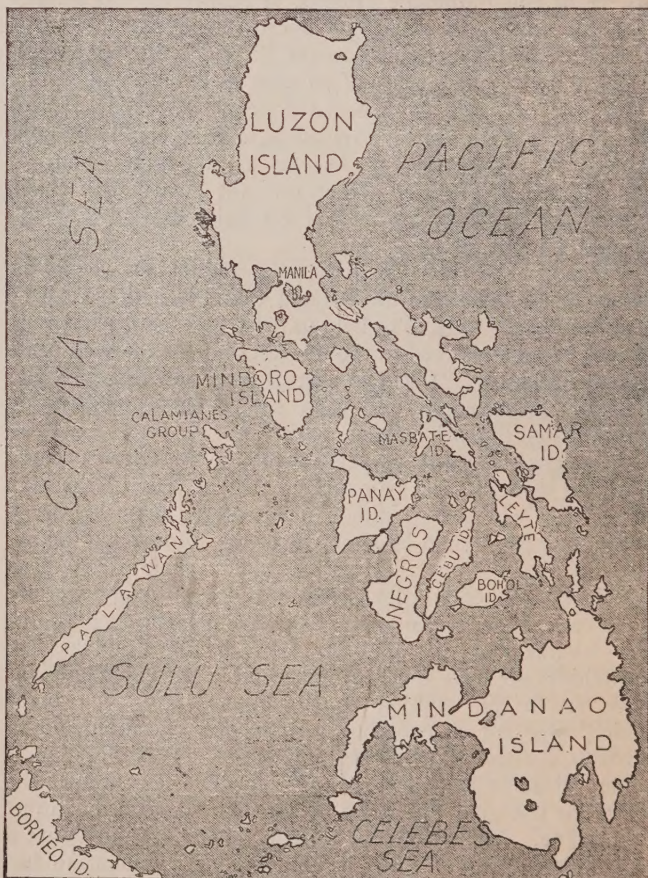 LUZON
ISLAND
PACIFIC
OCEAN
CHINA SEA
MANILA
MINDORO
ISLAND
CALAMIANES
GROUP
MASBATE
ID.
SAMAR
ID.
PANAY
ID.
LEYTE
NEGROS
CEBU ID.
BOHOL
ID.
PALAWAN
SULU SEA
MINDANAO
ISLAND
BORNEO ID.
CELEBES
SEA.